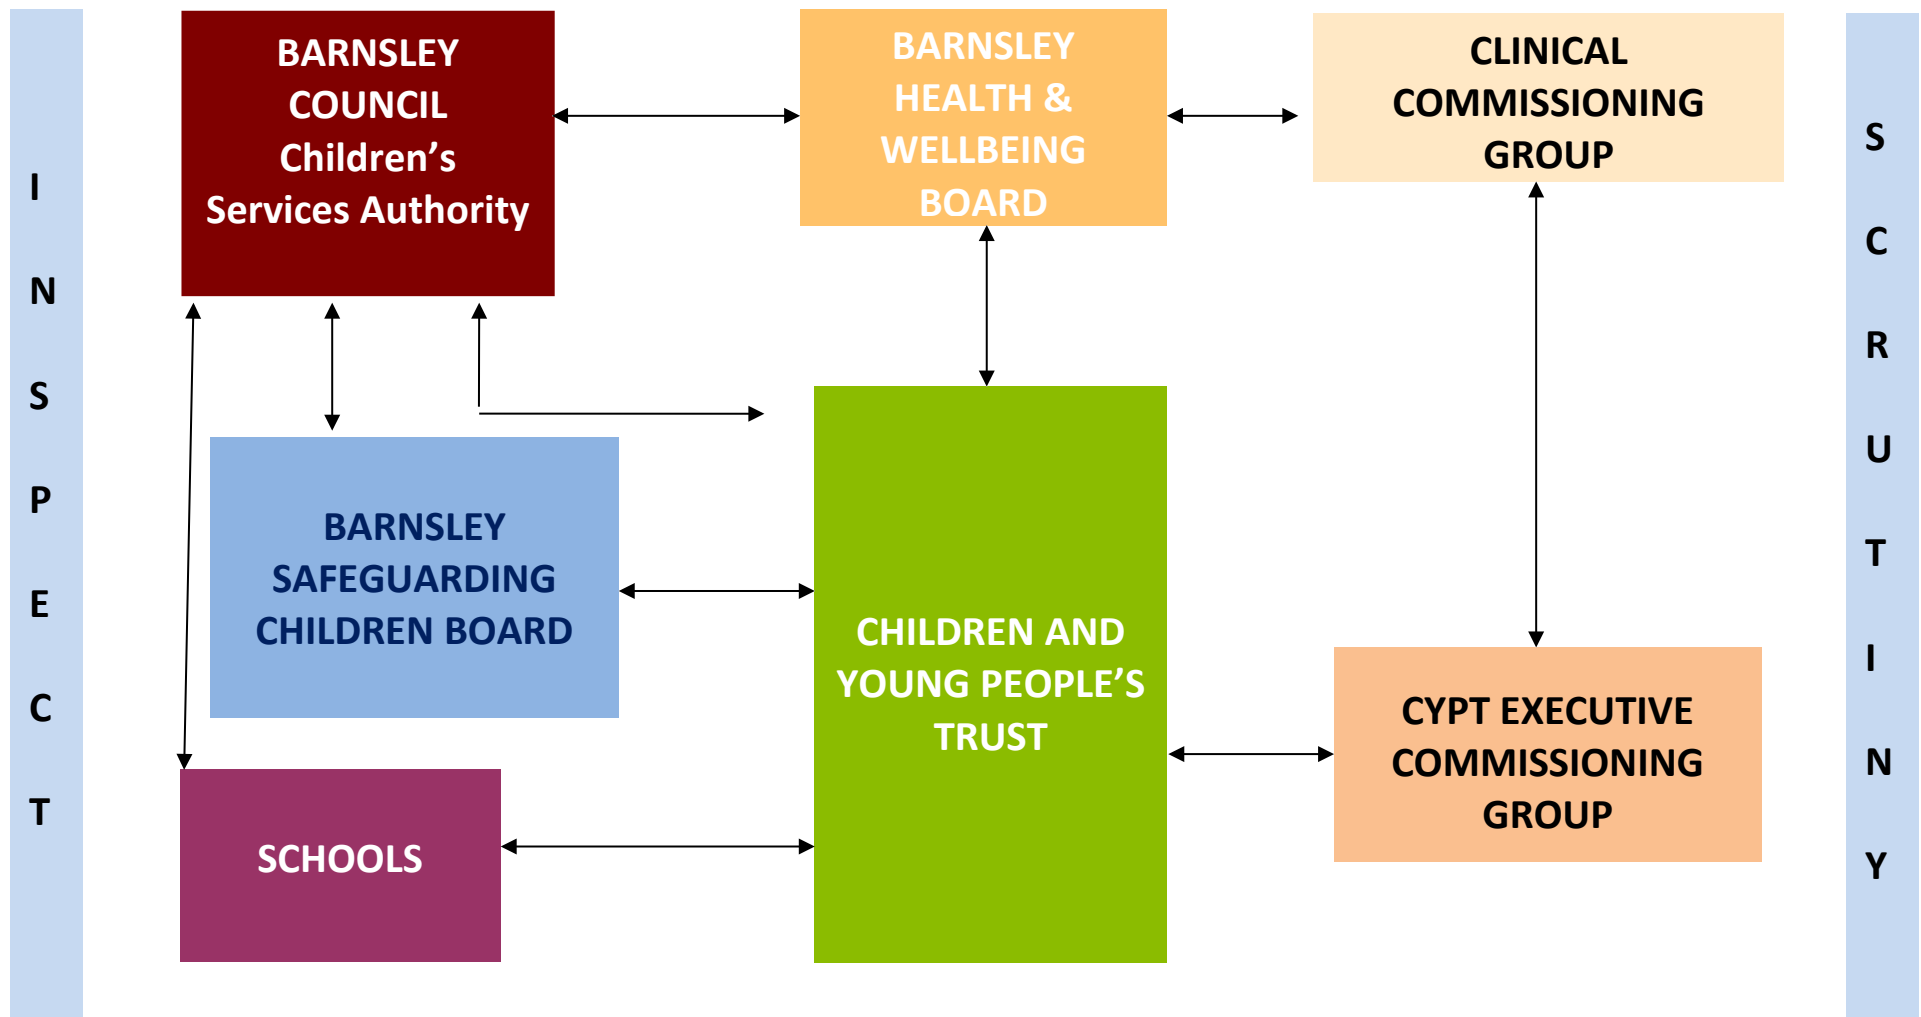 I
N
S
P
E
C
T
BARNSLEY
COUNCIL
Children’s
Services Authority
BARNSLEY
HEALTH &
WELLBEING
BOARD
CLINICAL
COMMISSIONING
GROUP
BARNSLEY
SAFEGUARDING
CHILDREN BOARD
CHILDREN AND
YOUNG PEOPLE’S
TRUST
CYPT EXECUTIVE
COMMISSIONING
GROUP
SCHOOLS
S
C
R
U
T
I
N
Y